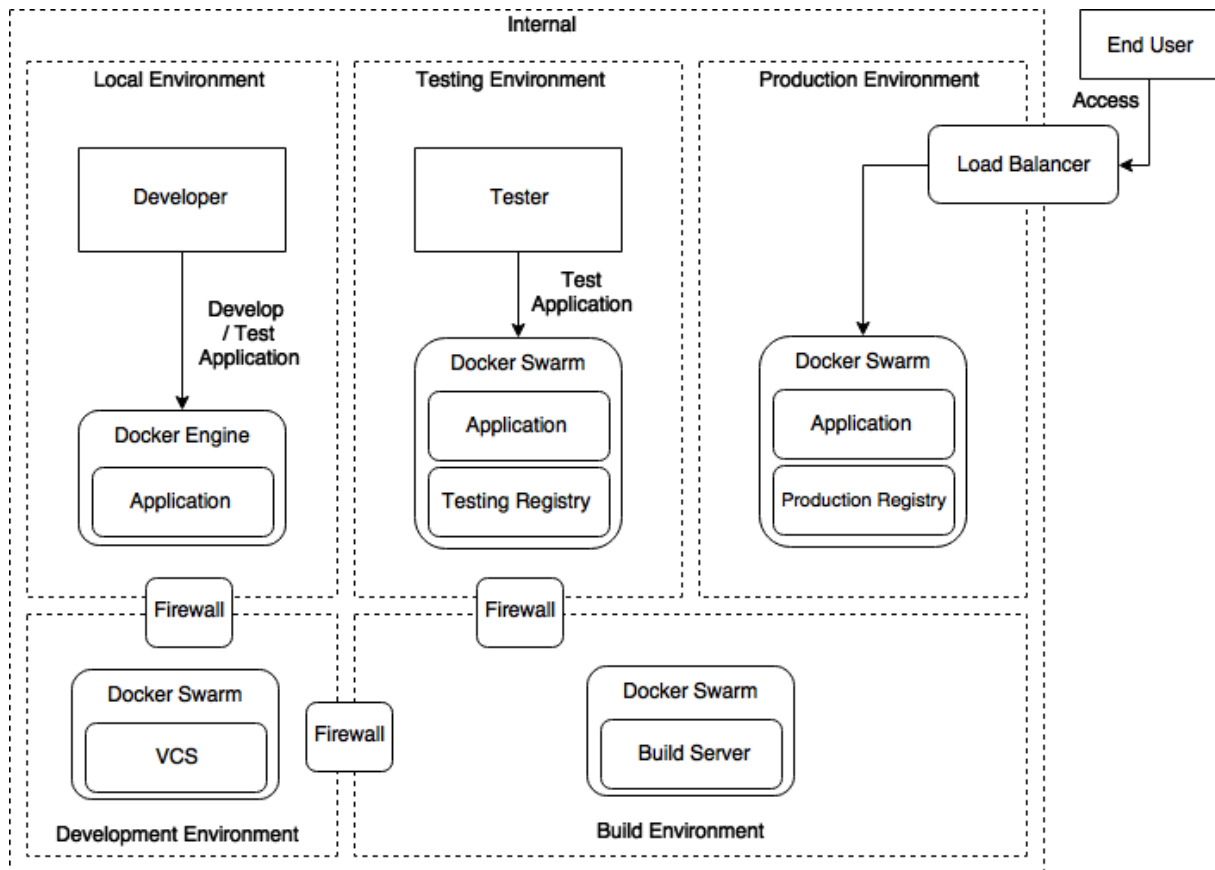 Internal
End User
Access
Local Environment
Testing Environment
Production Environment
Load Balancer
Developer
Tester
Develop
/ Test
Application
Test
Application
Docker Engine
Application
Docker Swarm
Application
Testing Registry
Docker Swarm
Application
Production Registry
Firewall
Firewall
Docker Swarm
VCS
Firewall
Docker Swarm
Build Server
Development Environment
Build Environment